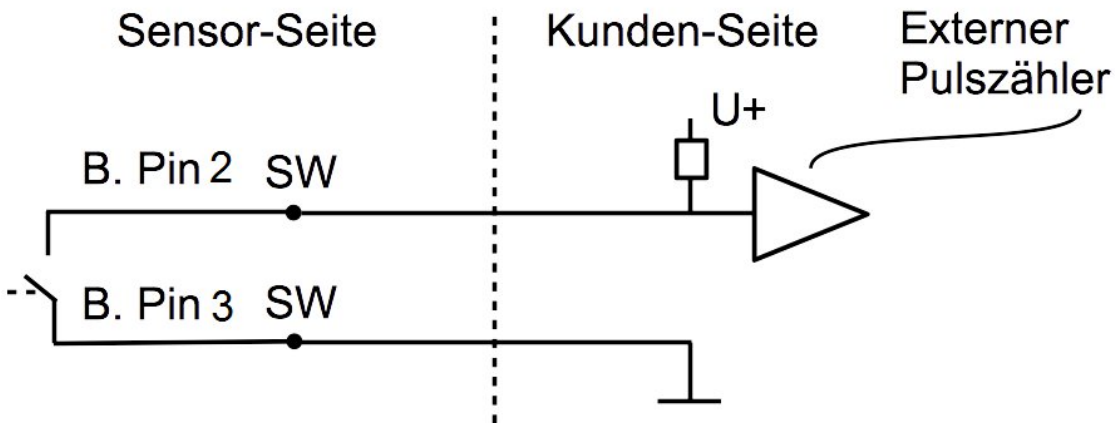 Sensor-Seite
Kunden-Seite
Externer
Pulszähler
U+
B. Pin 2 SW
B. Pin 3 SW